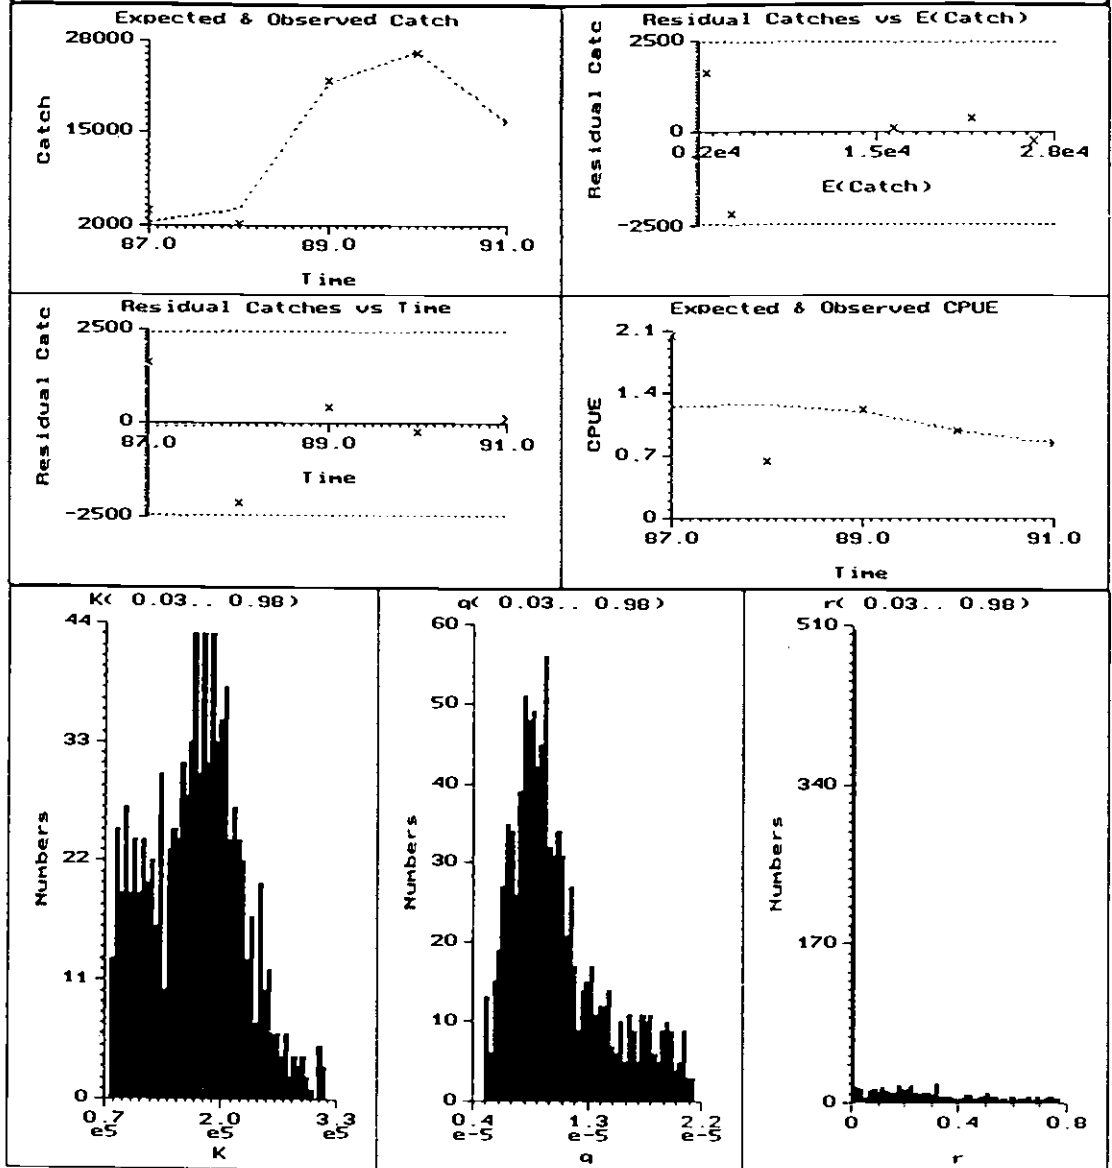 Expected & Observed Catch
28000
15000
2000
Catch
87.0 89.0 91.0
Time
Residual Catches vs E(Catch)
2500
0
-2500
Residual Catc
0.2e4 1.5e4 2.8e4
E(Catch)
Residual Catches vs Time
2500
0
-2500
Residual Catc
87.0 89.0 91.0
Time
Expected & Observed CPUE
2.1
1.4
0.7
0
CPUE
87.0 89.0 91.0
Time
K( 0.03.. 0.98)
44
33
22
11
0
Numbers
0.7 2.0 3.3
e5 e5 e5
K
q( 0.03.. 0.98)
60
50
40
30
20
10
0
Numbers
0.4 1.3 2.2
e-5 e-5 e-5
q
r( 0.03.. 0.98)
510
340
170
0
Numbers
0 0.4 0.8
r